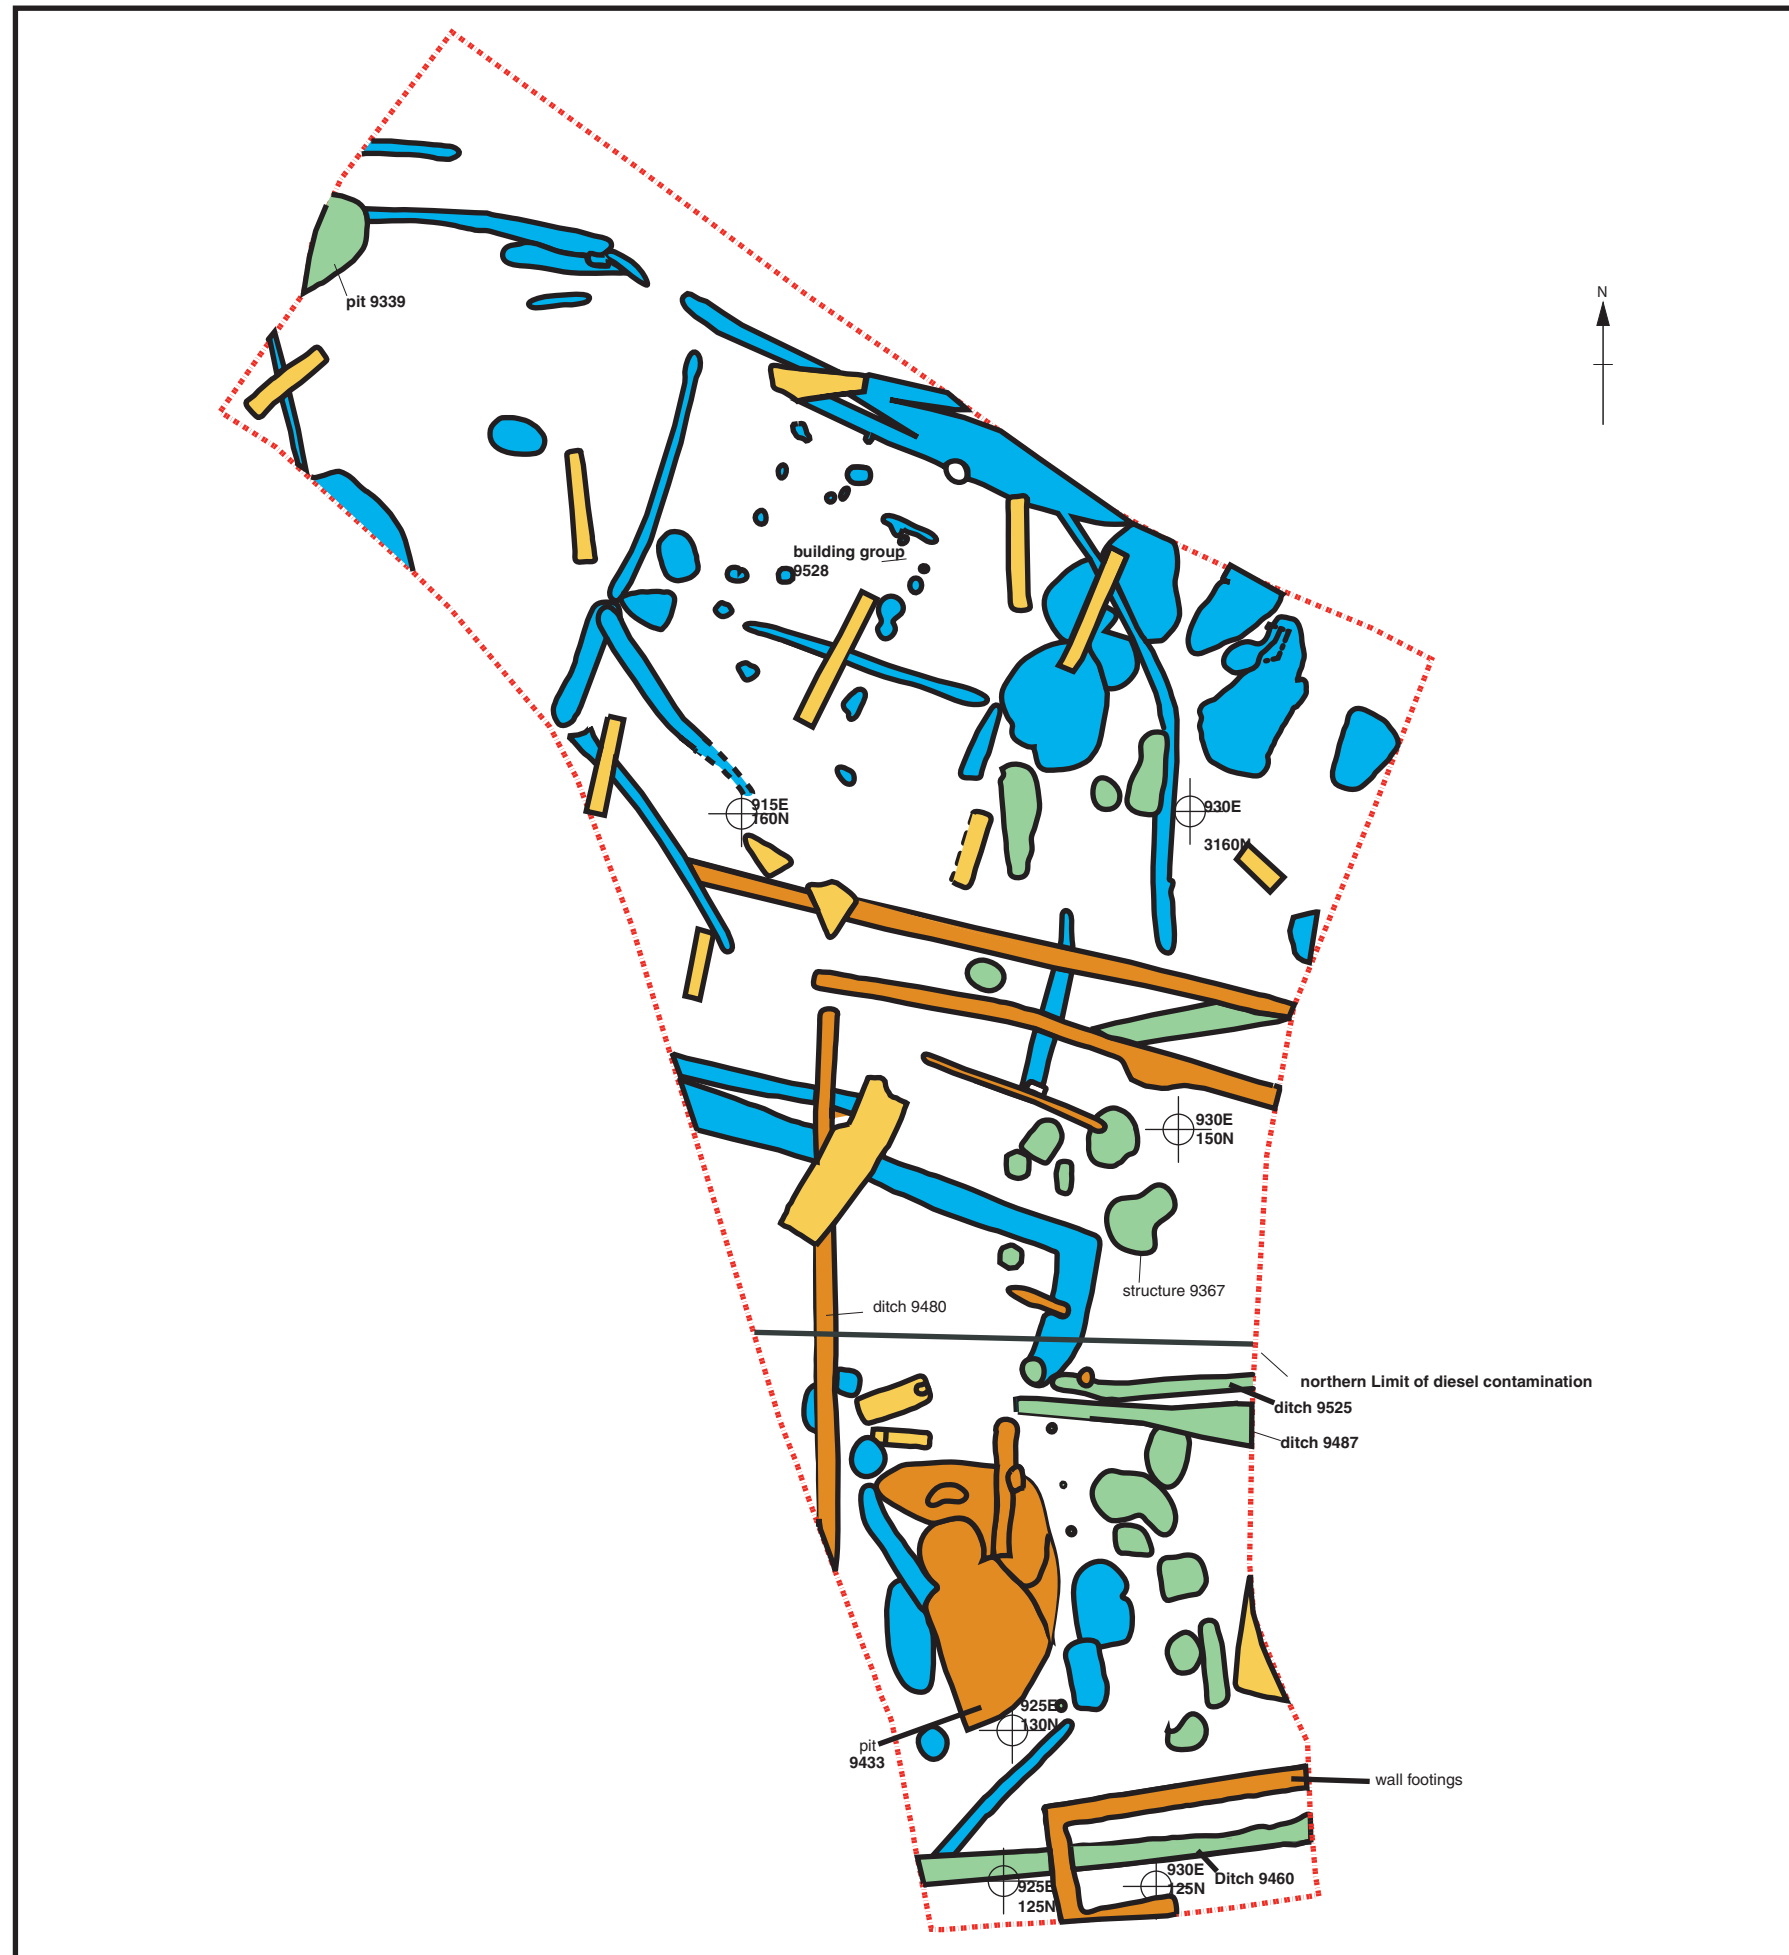 N
pit 9339
building group
9528
915E
160N
930E
3160N
930E
150N
structure 9367
ditch 9480
northern Limit of diesel contamination
ditch 9525
ditch 9487
925E
130N
pit
9433
wall footings
930E
125N
Ditch 9460
925E
125N